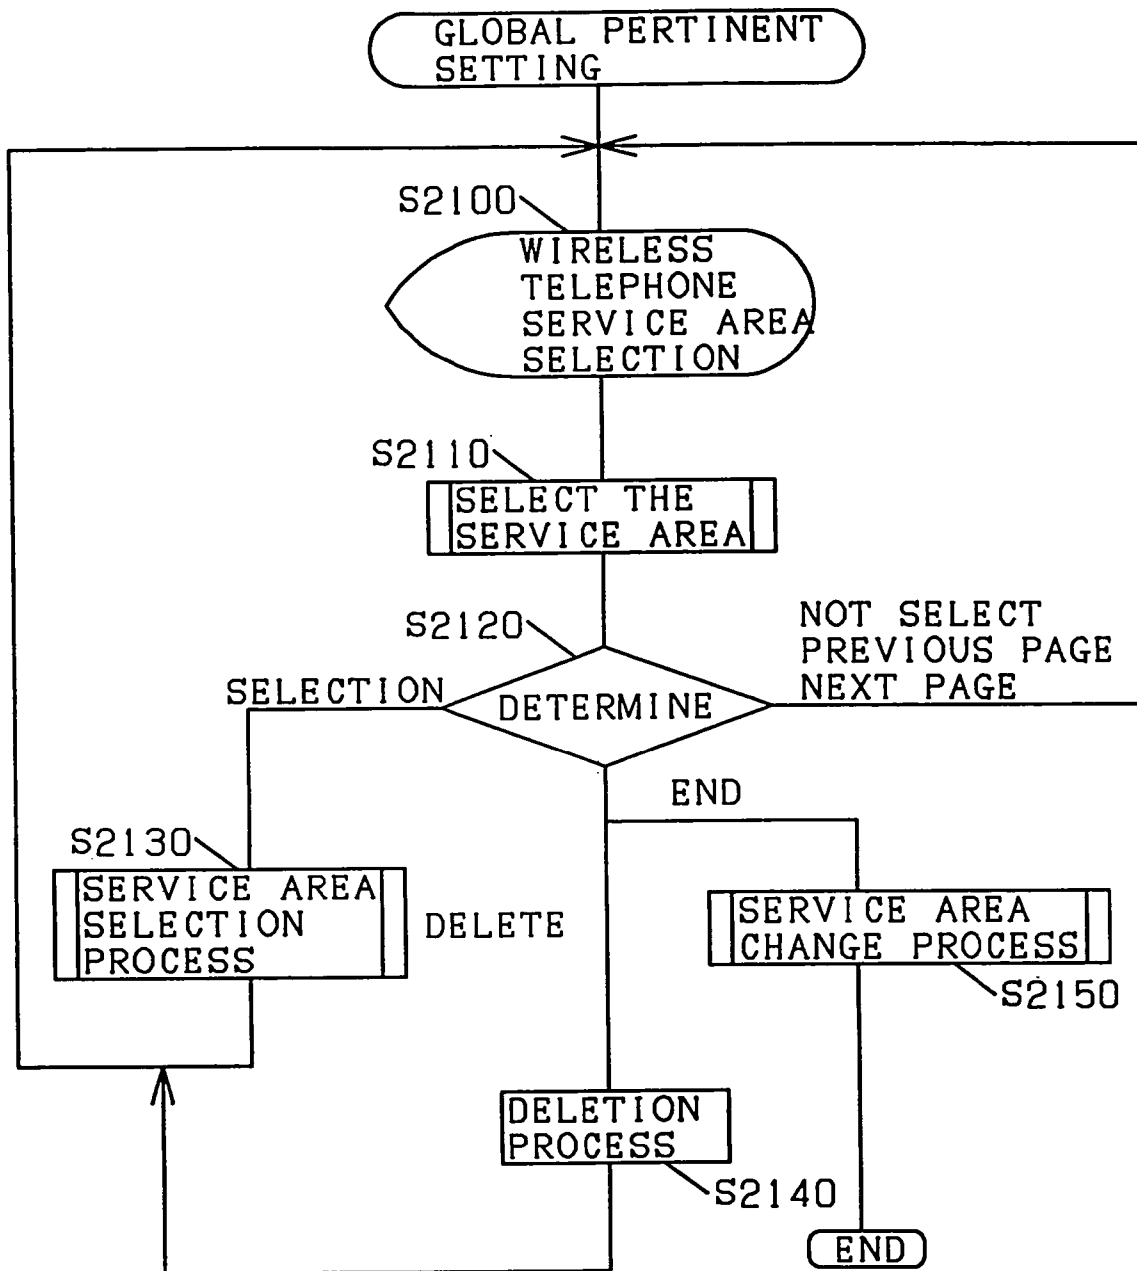 GLOBAL PERTINENT
SETTING
S2100
WIRELESS
TELEPHONE
SERVICE AREA
SELECTION
S2110
SELECT THE
SERVICE AREA
S2120
NOT SELECT
PREVIOUS PAGE
NEXT PAGE
SELECTION
DETERMINE
END
S2130
SERVICE AREA
SELECTION
PROCESS
DELETE
SERVICE AREA
CHANGE PROCESS
S2150
DELETION
PROCESS
S2140
END